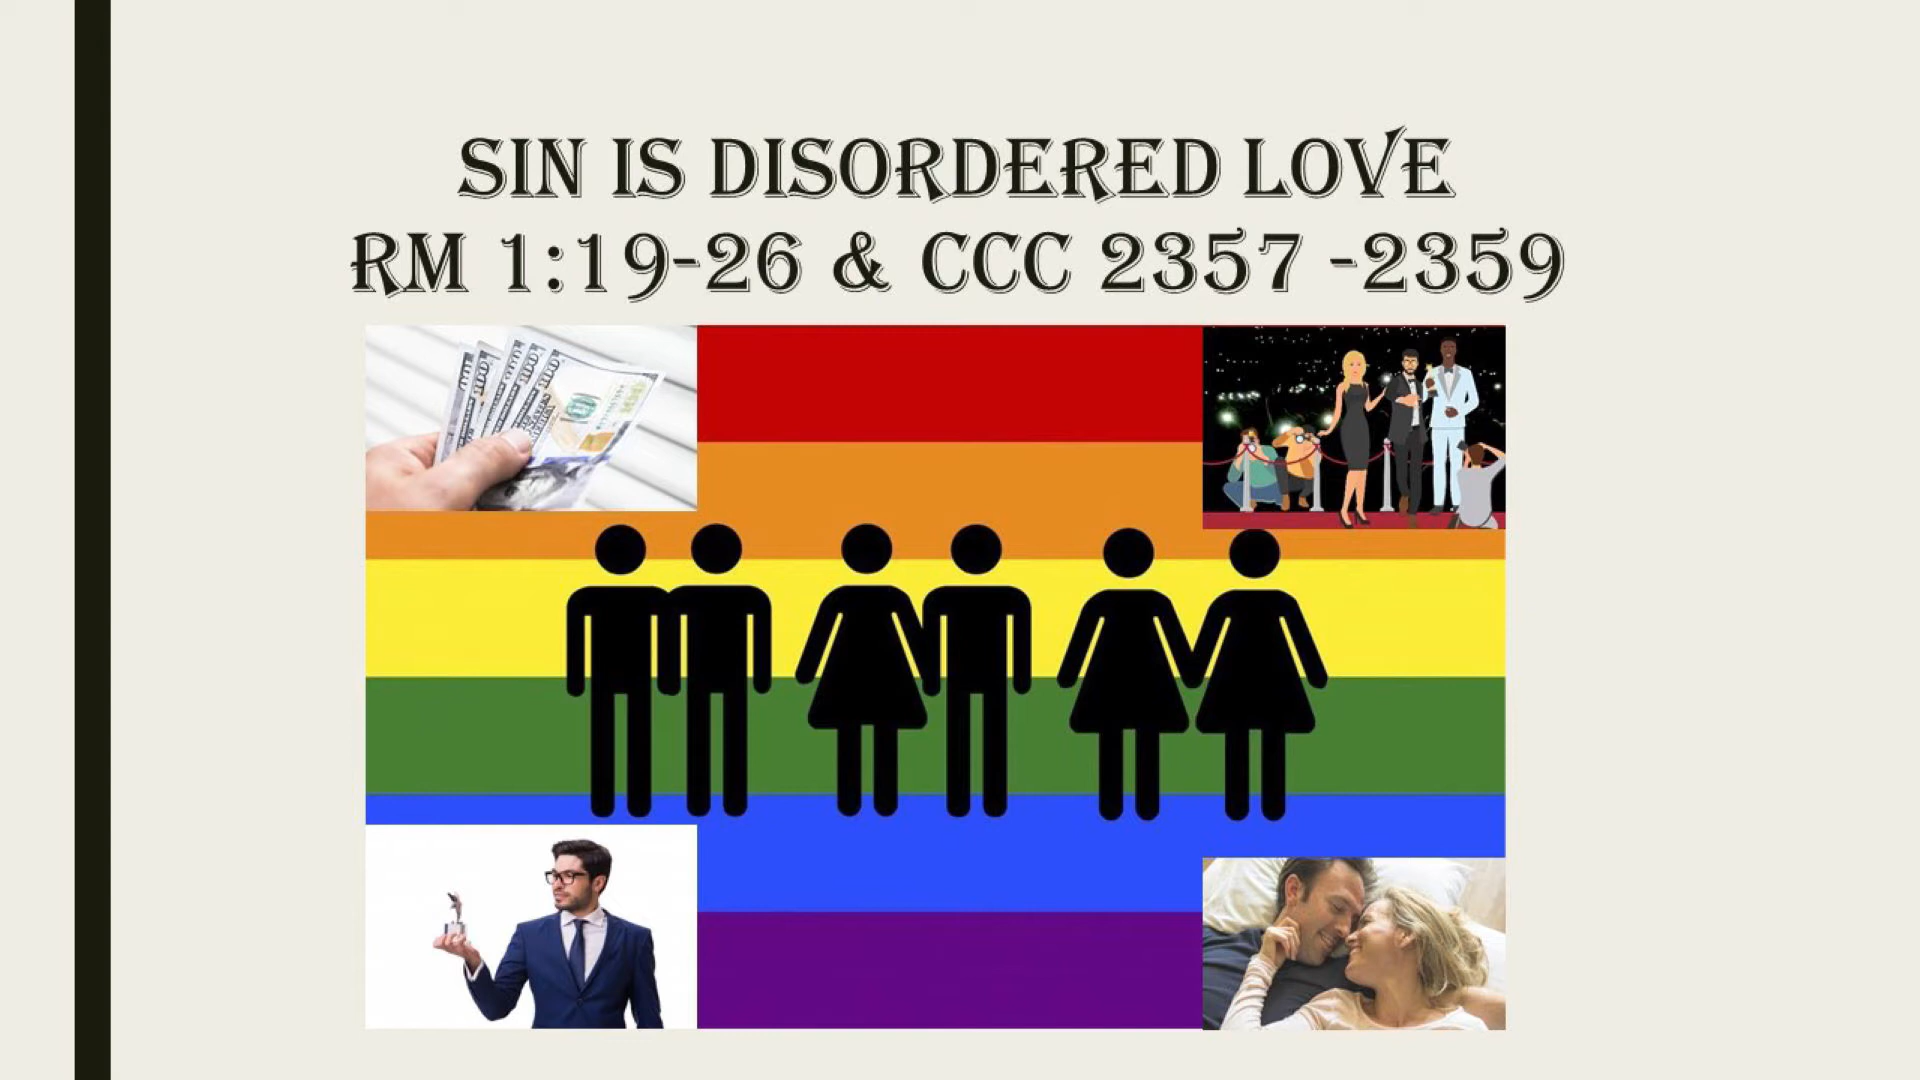 SIN IS DISORDERED LOVE
RM 1:19-26 & CCC 2357 -2359